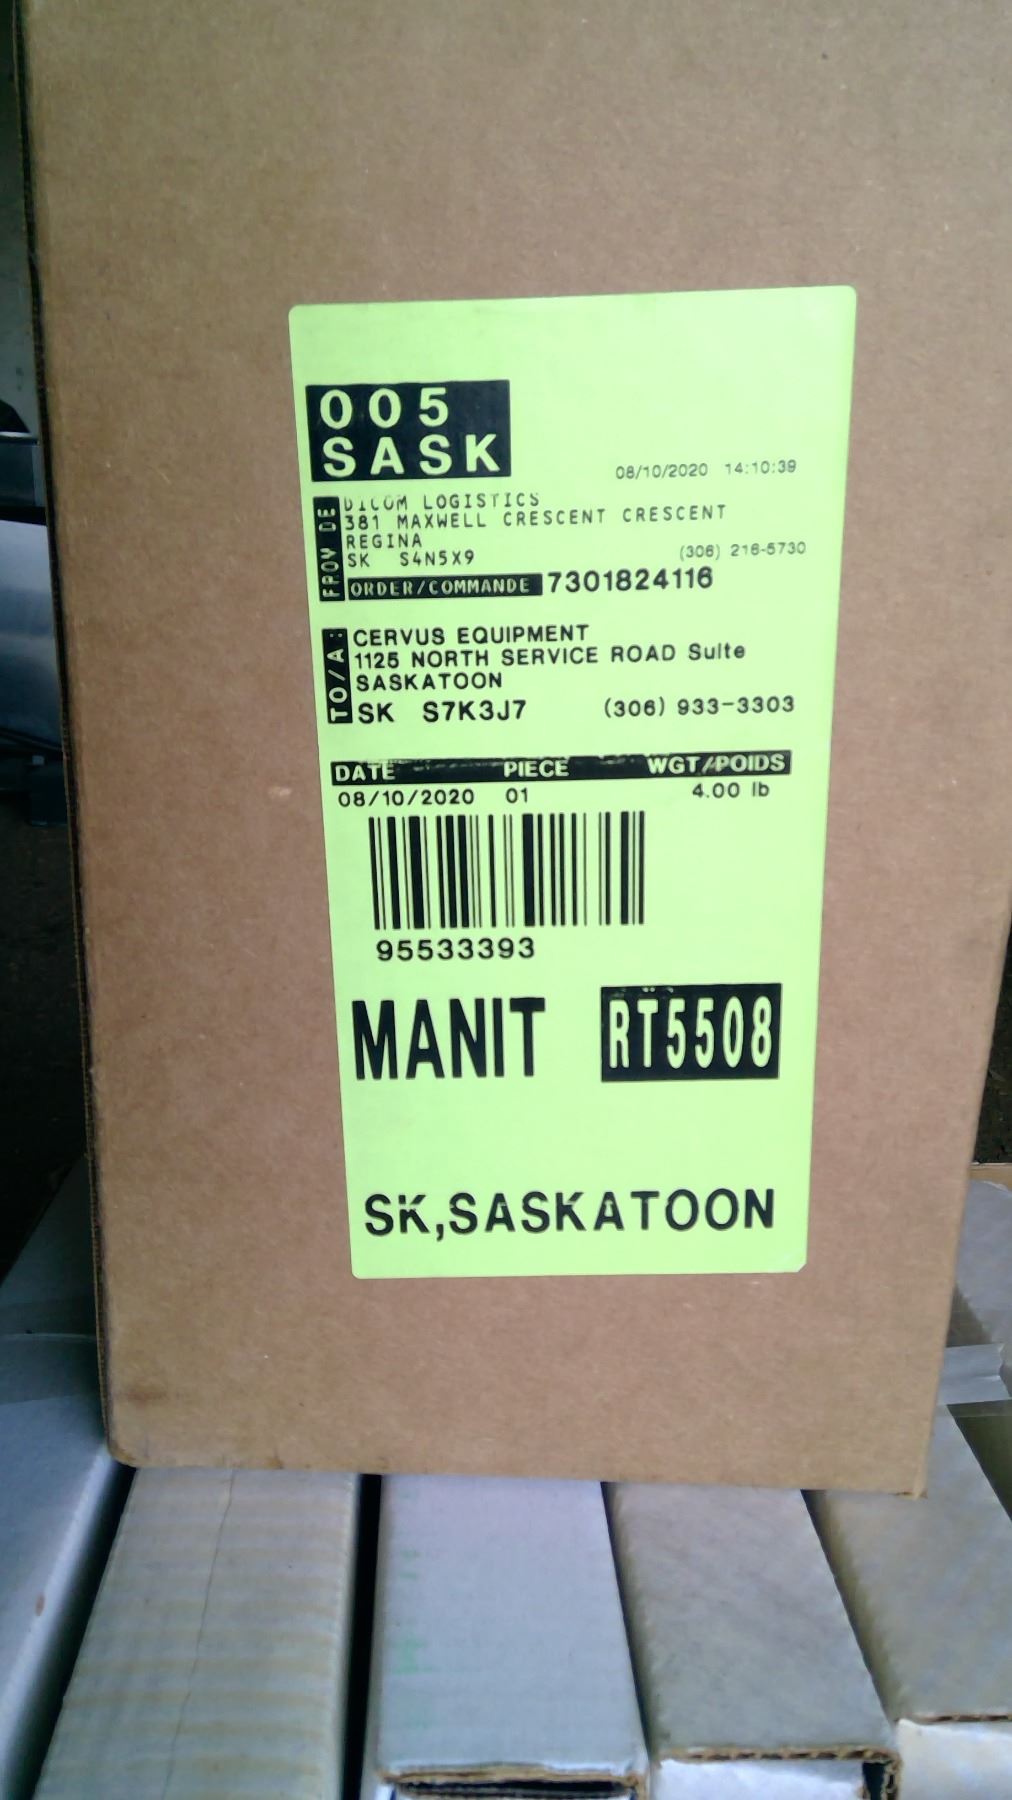 005
SASK
08/10/2020 14:10:39
FROM DE
DICOM LOGISTICS
381 MAXWELL CRESCENT CRESCENT
REGINA
SK S4N5X9 (306) 216-5730
ORDER/COMMANDE 7301824116
TO/A:
CERVUS EQUIPMENT
1125 NORTH SERVICE ROAD Suite
SASKATOON
SK S7K3J7 (306) 933-3303
DATE PIECE WGT/POIDS
08/10/2020 01 4.00 lb
95533393
MANIT RT5508
SK,SASKATOON